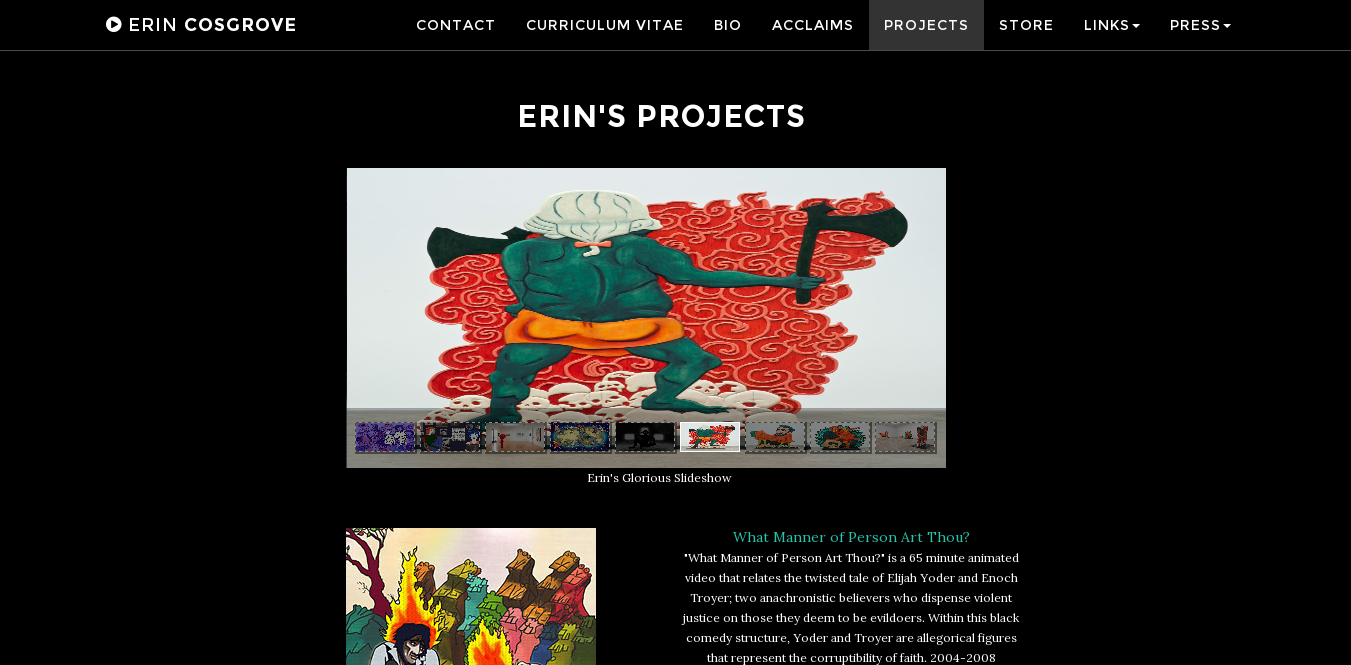 ERIN COSGROVE
CONTACT CURRICULUM VITAE BIO ACCLAIMS PROJECTS STORE LINKS PRESS
ERIN'S PROJECTS
Erin's Glorious Slideshow
What Manner of Person Art Thou?
"What Manner of Person Art Thou?" is a 65 minute animated
video that relates the twisted tale of Elijah Yoder and Enoch
Troyer; two anachronistic believers who dispense violent
justice on those they deem to be evildoers. Within this black
comedy structure, Yoder and Troyer are allegorical figures
that represent the corruptibility of faith. 2004-2008